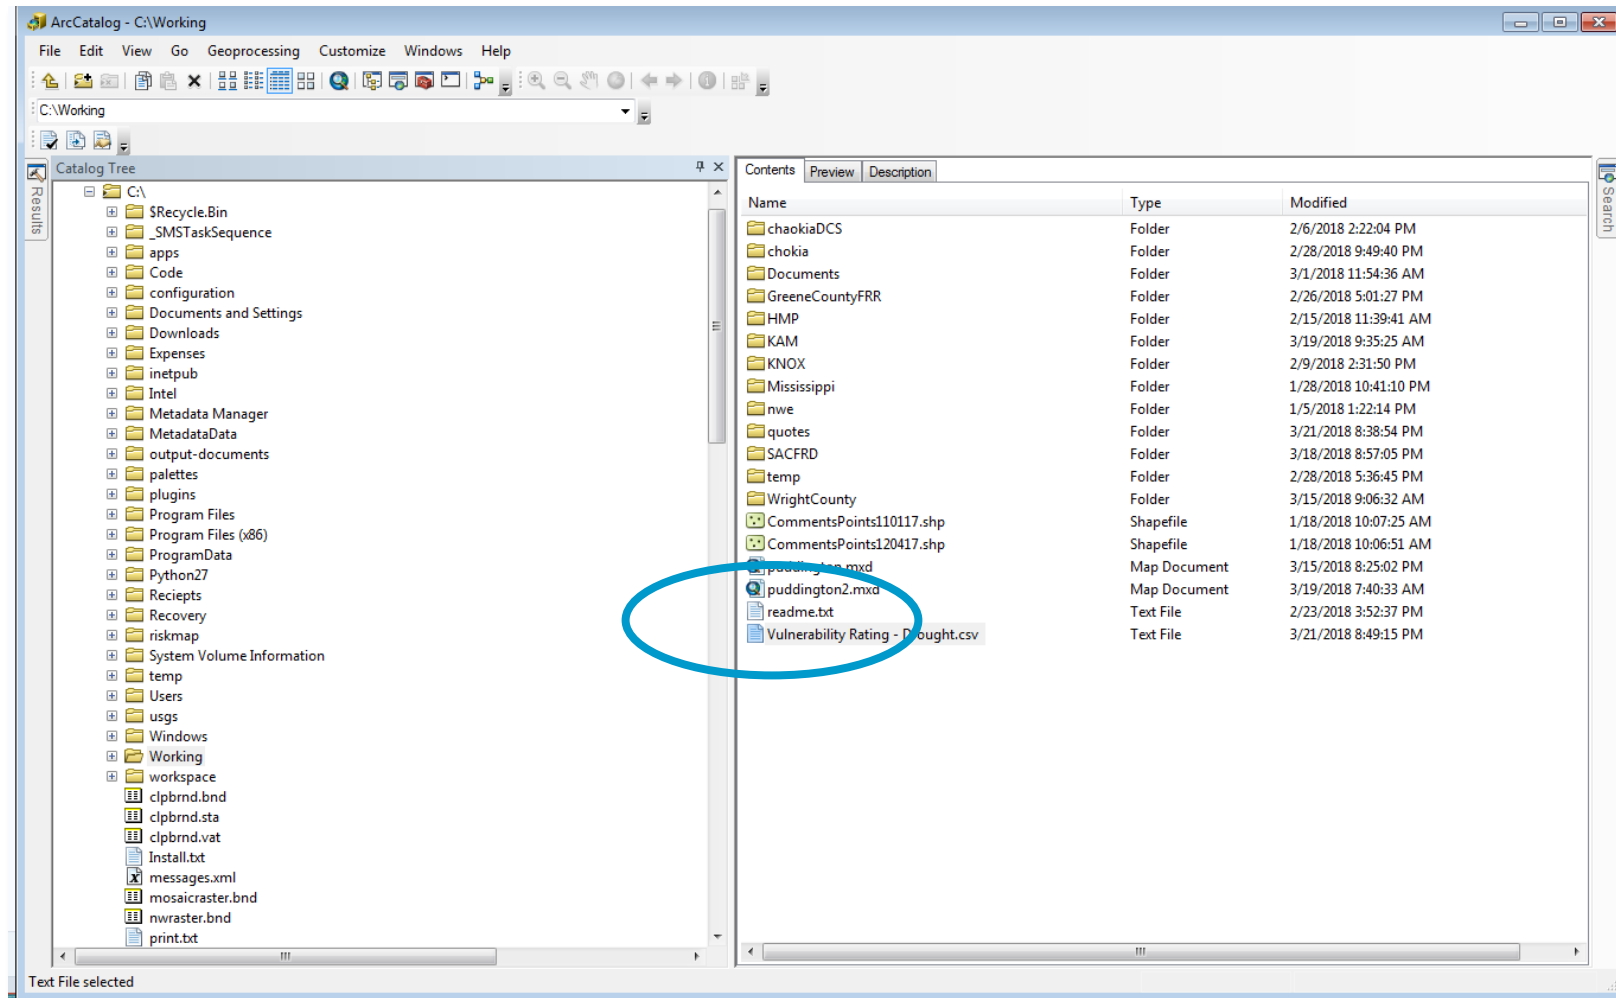 ArcCatalog - C:\Working
File Edit View Go Geoprocessing Customize Windows Help
C:\Working
Results
Catalog Tree
C:\
$Recycle.Bin
_SMSTaskSequence
apps
Code
configuration
Documents and Settings
Downloads
Expenses
inetpub
Intel
Metadata Manager
MetadataData
output-documents
palettes
plugins
Program Files
Program Files (x86)
ProgramData
Python27
Reciepts
Recovery
riskmap
System Volume Information
temp
Users
usgs
Windows
Working
workspace
clpbrnd.bnd
clpbrnd.sta
clpbrnd.vat
Install.txt
messages.xml
mosaicraster.bnd
nwraster.bnd
print.txt
Contents Preview Description
Name Type Modified
chaokiaDCS Folder 2/6/2018 2:22:04 PM
chokia Folder 2/28/2018 9:49:40 PM
Documents Folder 3/1/2018 11:54:36 AM
GreeneCountyFRR Folder 2/26/2018 5:01:27 PM
HMP Folder 2/15/2018 11:39:41 AM
KAM Folder 3/19/2018 9:35:25 AM
KNOX Folder 2/9/2018 2:31:50 PM
Mississippi Folder 1/28/2018 10:41:10 PM
nwe Folder 1/5/2018 1:22:14 PM
quotes Folder 3/21/2018 8:38:54 PM
SACFRD Folder 3/18/2018 8:57:05 PM
temp Folder 2/28/2018 5:36:45 PM
WrightCounty Folder 3/15/2018 9:06:32 AM
CommentsPoints110117.shp Shapefile 1/18/2018 10:07:25 AM
CommentsPoints120417.shp Shapefile 1/18/2018 10:06:51 AM
puddington.mxd Map Document 3/15/2018 8:25:02 PM
puddington2.mxd Map Document 3/19/2018 7:40:33 AM
readme.txt Text File 2/23/2018 3:52:37 PM
Vulnerability Rating - Drought.csv Text File 3/21/2018 8:49:15 PM
Search
Text File selected